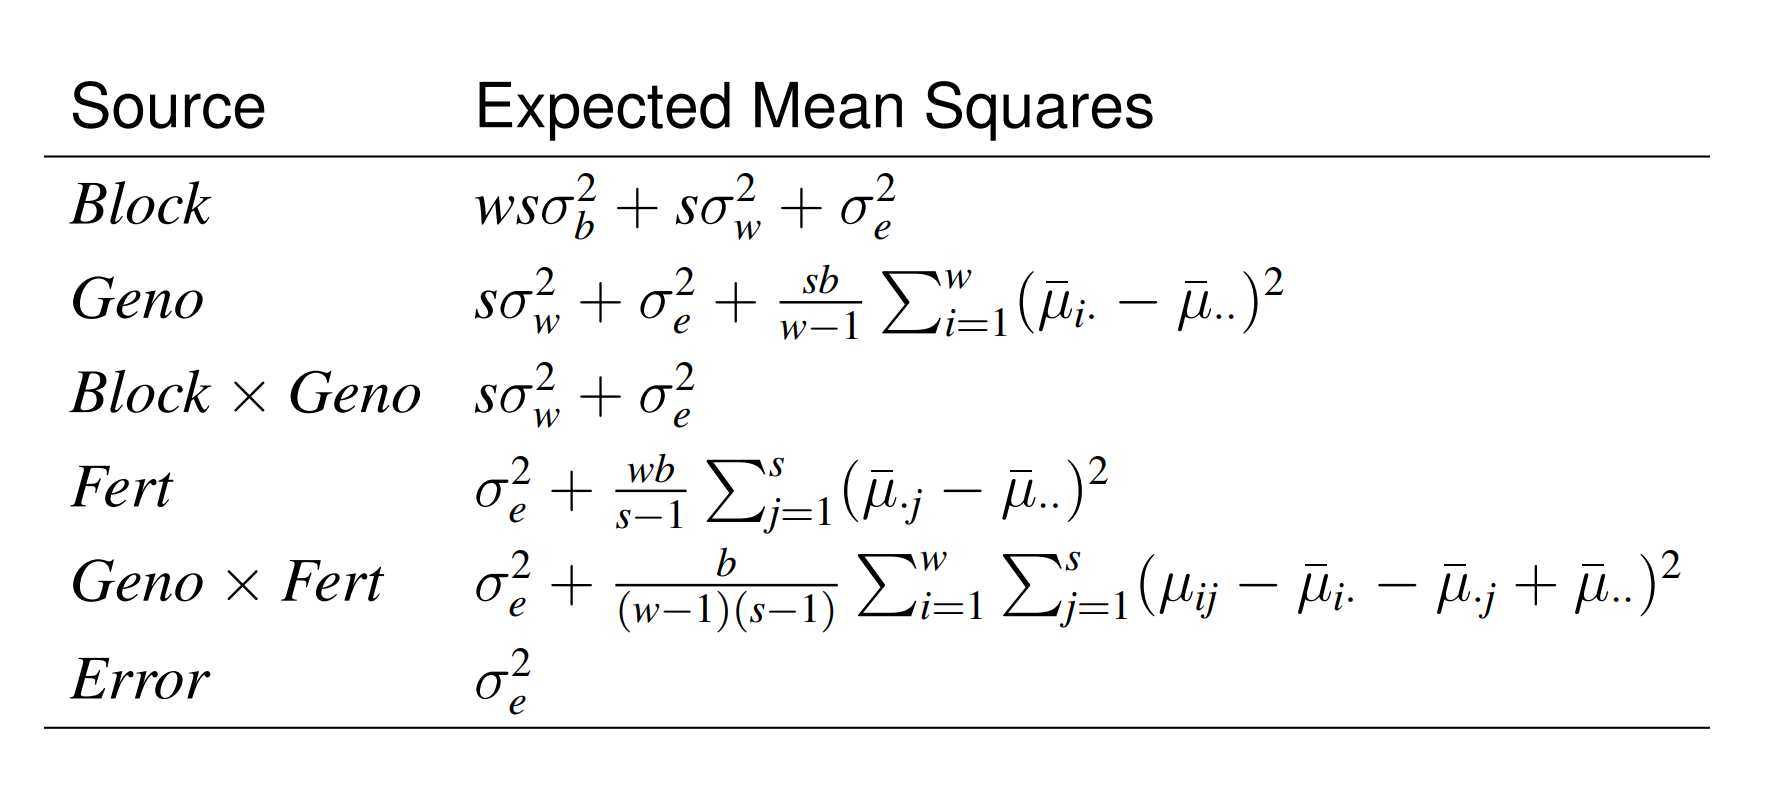 Source Expected Mean Squares
Block $ws\sigma_b^2 + s\sigma_w^2 + \sigma_e^2$
Geno $s\sigma_w^2 + \sigma_e^2 + \frac{sb}{w-1} \sum_{i=1}^{w} (\bar{\mu}_{i\cdot} - \bar{\mu}_{\cdot\cdot})^2$
Block × Geno $s\sigma_w^2 + \sigma_e^2$
Fert $\sigma_e^2 + \frac{wb}{s-1} \sum_{j=1}^{s} (\bar{\mu}_{\cdot j} - \bar{\mu}_{\cdot\cdot})^2$
Geno × Fert $\sigma_e^2 + \frac{b}{(w-1)(s-1)} \sum_{i=1}^{w} \sum_{j=1}^{s} (\mu_{ij} - \bar{\mu}_{i\cdot} - \bar{\mu}_{\cdot j} + \bar{\mu}_{\cdot\cdot})^2$
Error $\sigma_e^2$